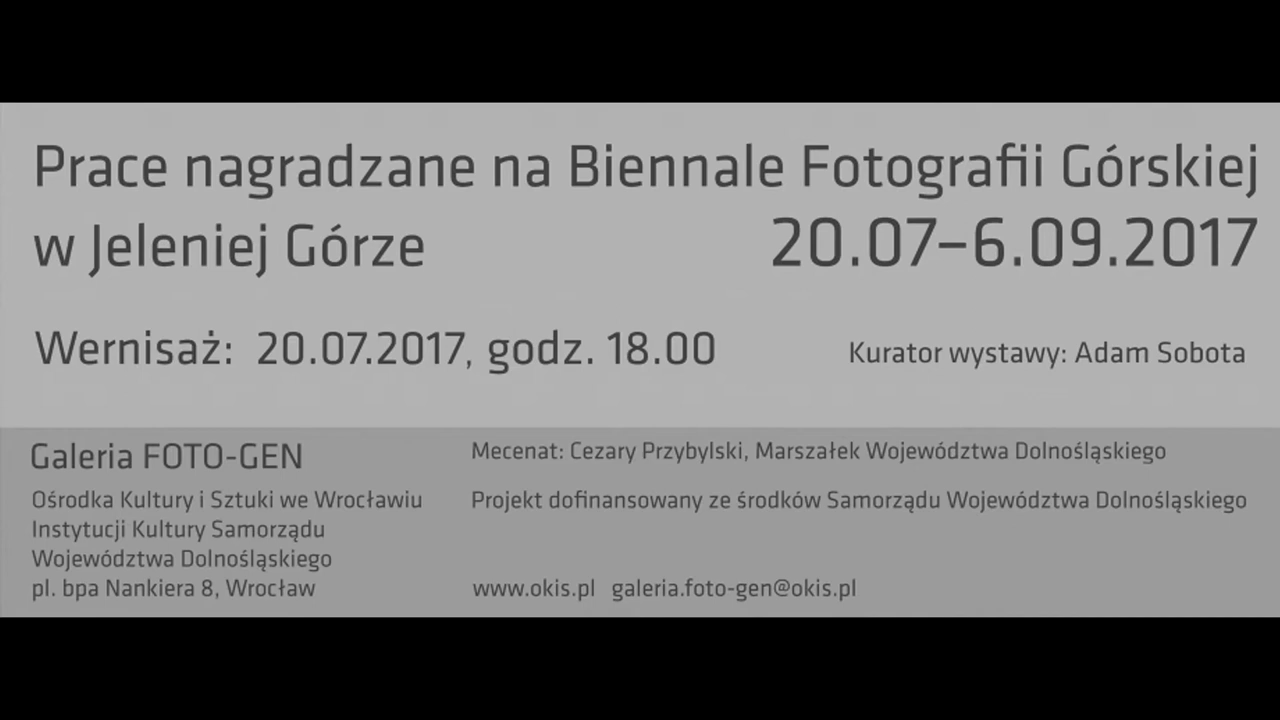 Prace nagradzane na Biennale Fotografii Górskiej
w Jeleniej Górze
20.07–6.09.2017
Wernisaż: 20.07.2017, godz. 18.00
Kurator wystawy: Adam Sobota
Galeria FOTO-GEN
Ośrodka Kultury i Sztuki we Wrocławiu
Instytucji Kultury Samorządu
Województwa Dolnośląskiego
pl. bpa Nankiera 8, Wrocław
Mecenat: Cezary Przybylski, Marszałek Województwa Dolnośląskiego
Projekt dofinansowany ze środków Samorządu Województwa Dolnośląskiego
www.okis.pl galeria.foto-gen@okis.pl